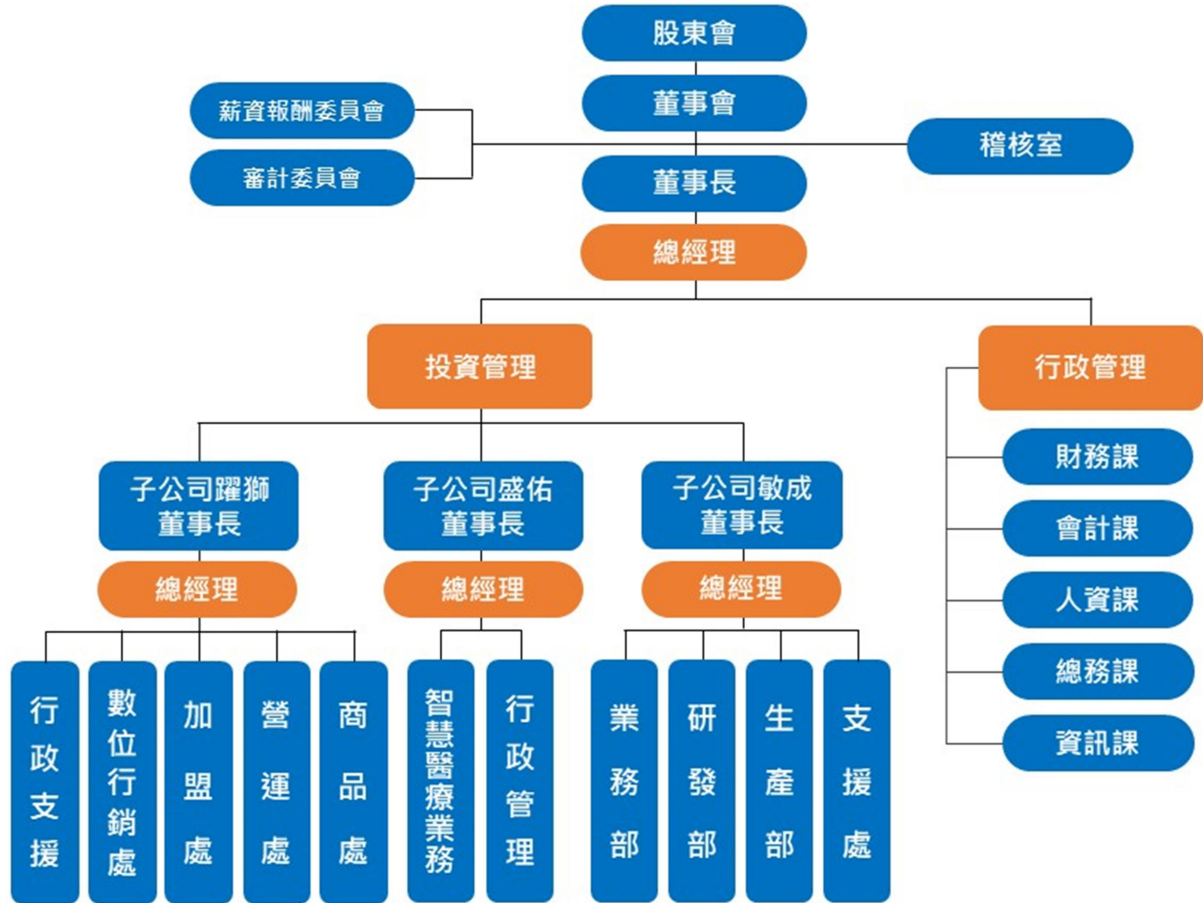 股東會
董事會
薪資報酬委員會
審計委員會
稽核室
董事長
總經理
投資管理
行政管理
子公司躍獅
董事長
總經理
行政支援
數位行銷處
加盟處
營運處
商品處
子公司盛佑
董事長
總經理
智慧醫療業務
行政管理
子公司敏成
董事長
總經理
業務部
研發部
生產部
支援處
財務課
會計課
人資課
總務課
資訊課